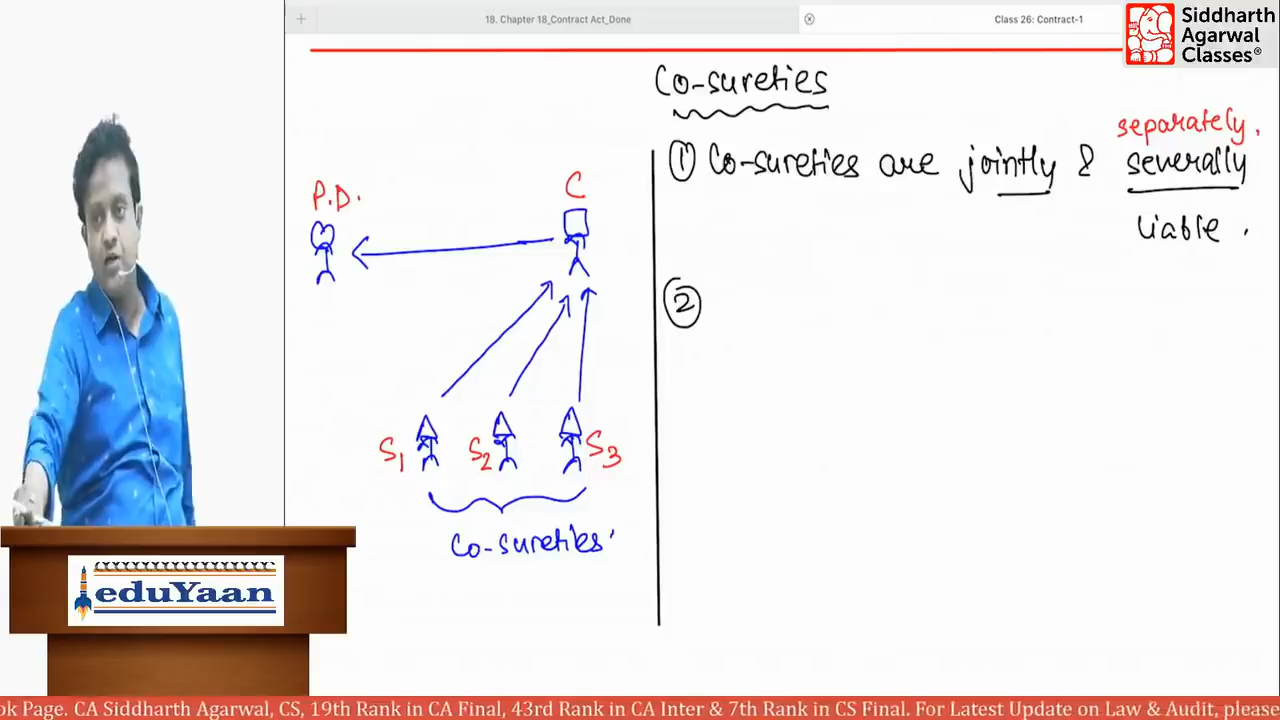 18. Chapter 18_Contract Act_Done
Class 26: Contract-1
Siddharth
Agarwal
Classes®
Co-sureties
separately.
① Co-sureties are jointly & severally
liable.
②
P.D.
C
S1
S2
S3
Co-sureties
eduYaan
ok Page. CA Siddharth Agarwal, CS, 19th Rank in CA Final, 43rd Rank in CA Inter & 7th Rank in CS Final. For Latest Update on Law & Audit, please